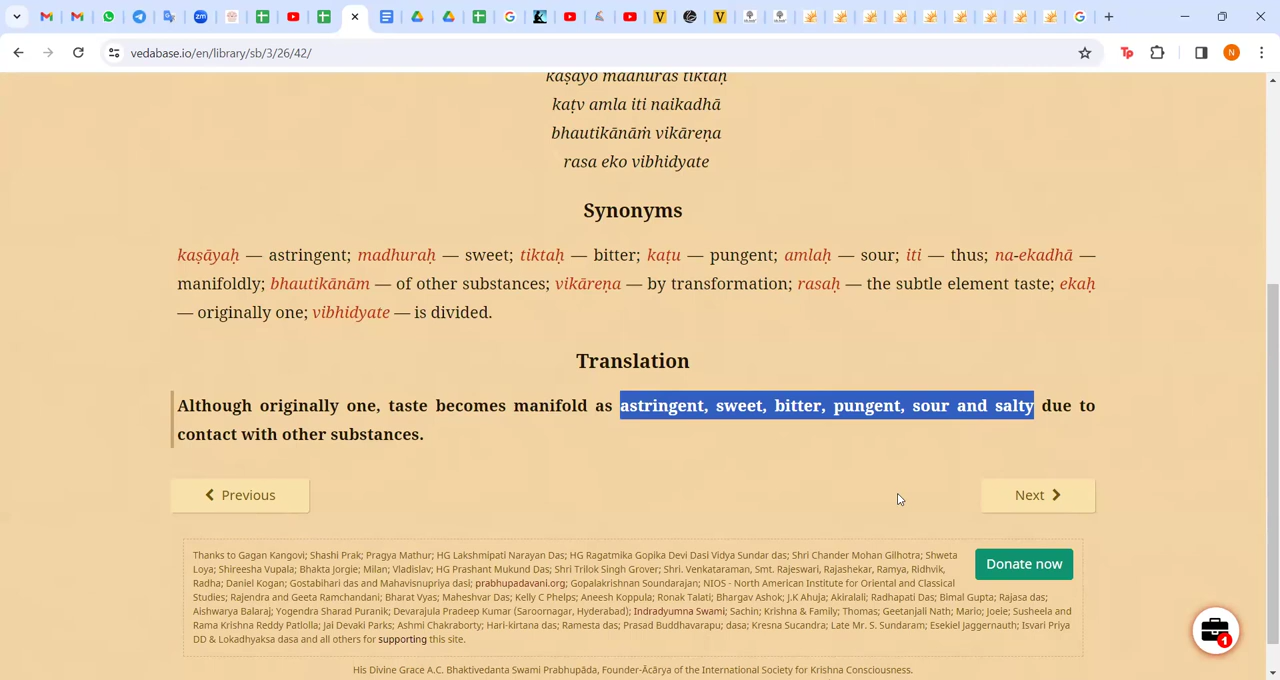 vedabase.io/en/library/sb/3/26/42/
kaṣāyo madhuras tiktaḥ
kaṭv amla iti naikadhā
bhautikānāṁ vikāreṇa
rasa eko vibhidyate
Synonyms
kaṣāyaḥ — astringent; madhuraḥ — sweet; tiktaḥ — bitter; kaṭu — pungent; amlaḥ — sour; iti — thus; na-ekadhā —
manifoldly; bhautikānām — of other substances; vikāreṇa — by transformation; rasaḥ — the subtle element taste; ekaḥ
— originally one; vibhidyate — is divided.
Translation
Although originally one, taste becomes manifold as astringent, sweet, bitter, pungent, sour and salty due to
contact with other substances.
Previous
Next
Thanks to Gagan Kangovi; Shashi Prak; Pragya Mathur; HG Lakshmipati Narayan Das; HG Ragatmika Gopika Devi Dasi Vidya Sundar das; Shri Chander Mohan Gilhotra; Shweta
Loya; Shireesha Vupala; Bhakta Jorgie; Milan; Vladislav; HG Prashant Mukund Das; Shri Trilok Singh Grover; Shri. Venkataraman, Smt. Rajeswari, Rajashekar, Ramya, Ridhvik,
Radha; Daniel Kogan; Gostabihari das and Mahavisnupriya dasi; prabhupadavani.org; Gopalakrishnan Soundarajan; NIOS - North American Institute for Oriental and Classical
Studies; Rajendra and Geeta Ramchandani; Bharat Vyas; Maheshvar Das; Kelly C Phelps; Aneesh Koppula; Ronak Talati; Bhargav Ashok; J.K Ahuja; Akiralali; Radhapati Das; Bimal Gupta; Rajasa das;
Aishwarya Balaraj; Yogendra Sharad Puranik; Devarajula Pradeep Kumar (Saroornagar, Hyderabad); Indradyumna Swami; Sachin; Krishna & Family; Thomas; Geetanjali Nath; Mario; Joeie; Susheela and
Rama Krishna Reddy Patlolla; Jai Devaki Parks; Ashmi Chakraborty; Hari-kirtana das; Ramesta das; Prasad Buddhavarapu; dasa; Kresna Sucandra; Late Mr. S. Sundaram; Esekiel Jaggernauth; Isvari Priya
DD & Lokadhyaksa dasa and all others for supporting this site.
Donate now
1
His Divine Grace A.C. Bhaktivedanta Swami Prabhupāda, Founder-Ācārya of the International Society for Krishna Consciousness.